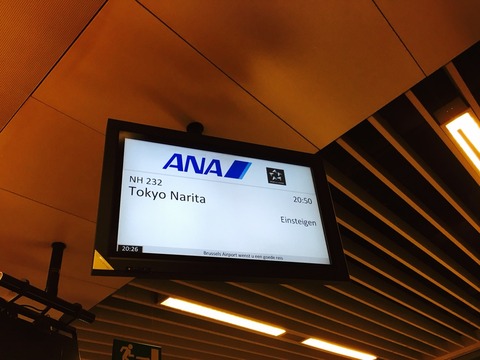 ANA
NH 232
20:50
Tokyo Narita
Einsteigen
20:26
Brussels Airport wenst u een goede reis